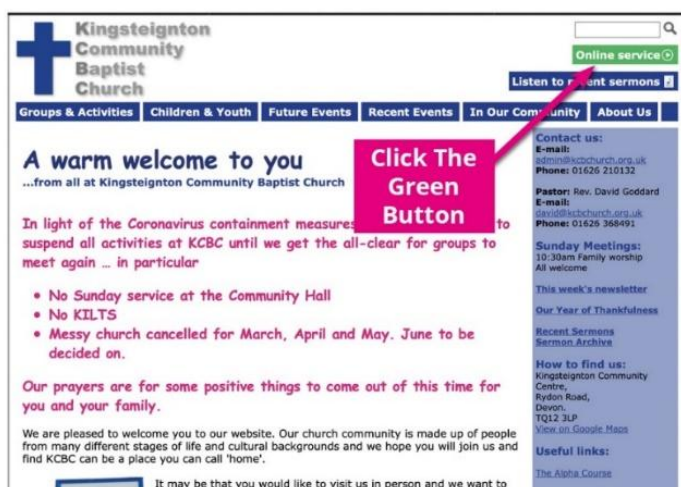 Kingsteignton
Community
Baptist
Church
Online service
Listen to recent sermons
Groups & Activities
Children & Youth
Future Events
Recent Events
In Our Community
About Us
A warm welcome to you
...from all at Kingsteignton Community Baptist Church
Click The
Green
Button
In light of the Coronavirus containment measures to
suspend all activities at KCBC until we get the all-clear for groups to
meet again ... in particular
• No Sunday service at the Community Hall
• No KILTS
• Messy church cancelled for March, April and May. June to be
decided on.
Our prayers are for some positive things to come out of this time for
you and your family.
We are pleased to welcome you to our website. Our church community is made up of people
from many different stages of life and cultural backgrounds and we hope you will join us and
find KCBC can be a place you can call 'home'.
It may be that you would like to visit us in person and we want to
Contact us:
E-mail:
admin@kcbchurch.org.uk
Phone: 01626 210132
Pastor: Rev. David Goddard
E-mail:
david@kcbchurch.org.uk
Phone: 01626 368491
Sunday Meetings:
10:30am Family worship
All welcome
This week's newsletter
Our Year of Thankfulness
Recent Sermons
Sermon Archive
How to find us:
Kingsteignton Community
Centre,
Rydon Road,
Devon.
TQ12 3LP
View on Google Maps
Useful links:
The Alpha Course